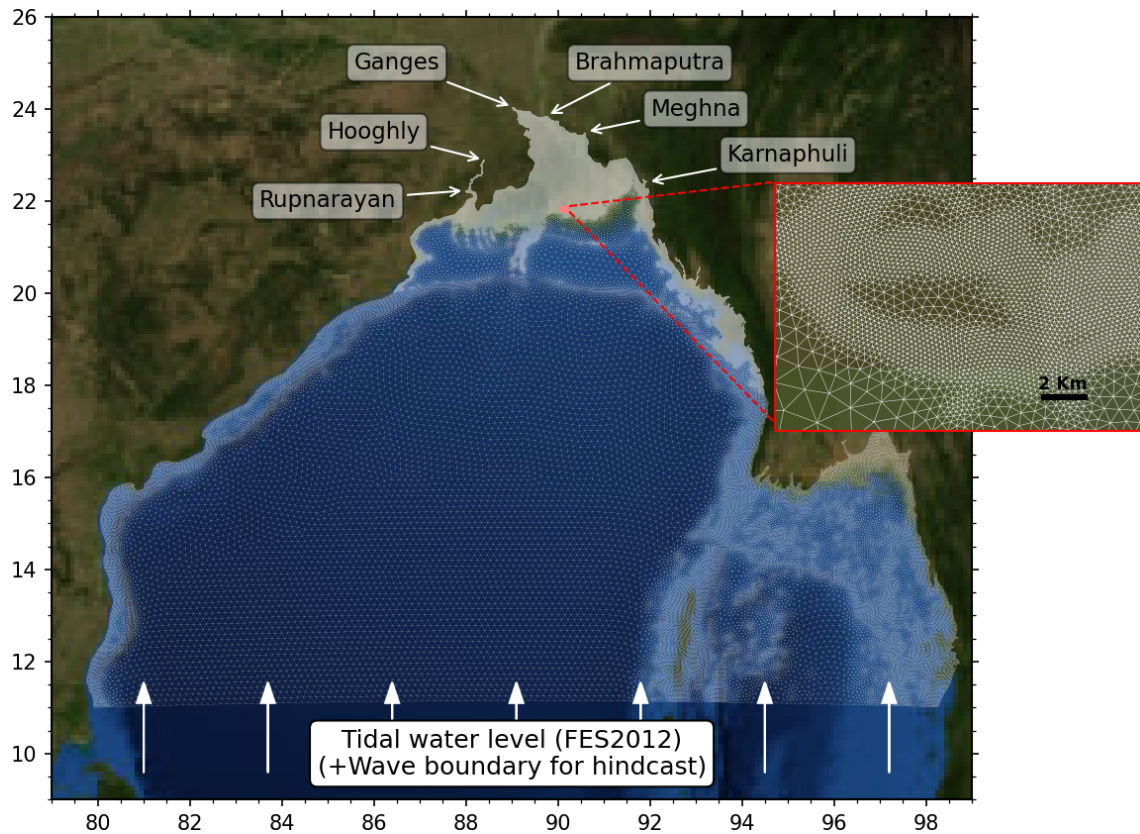 26
24
22
20
18
16
14
12
10
Ganges
Brahmaputra
Meghna
Hooghly
Karnaphuli
Rupnarayan
2 Km
Tidal water level (FES2012)
(+Wave boundary for hindcast)
80 82 84 86 88 90 92 94 96 98